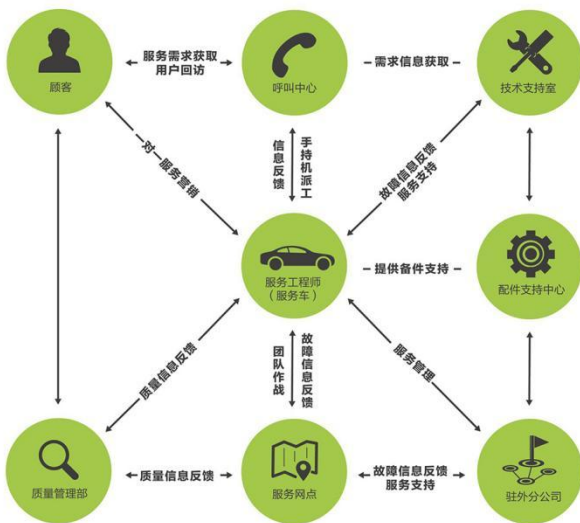 服务需求获取
用户回访
需求信息获取
顾客
呼叫中心
技术支持室
对一服务营销
信息反馈
手持机派工
故障信息反馈
服务支持
服务工程师
（服务车）
提供备件支持
配件支持中心
质量信息反馈
团队作战
故障信息反馈
服务管理
质量管理部
质量信息反馈
服务网点
故障信息反馈
服务支持
驻外分公司